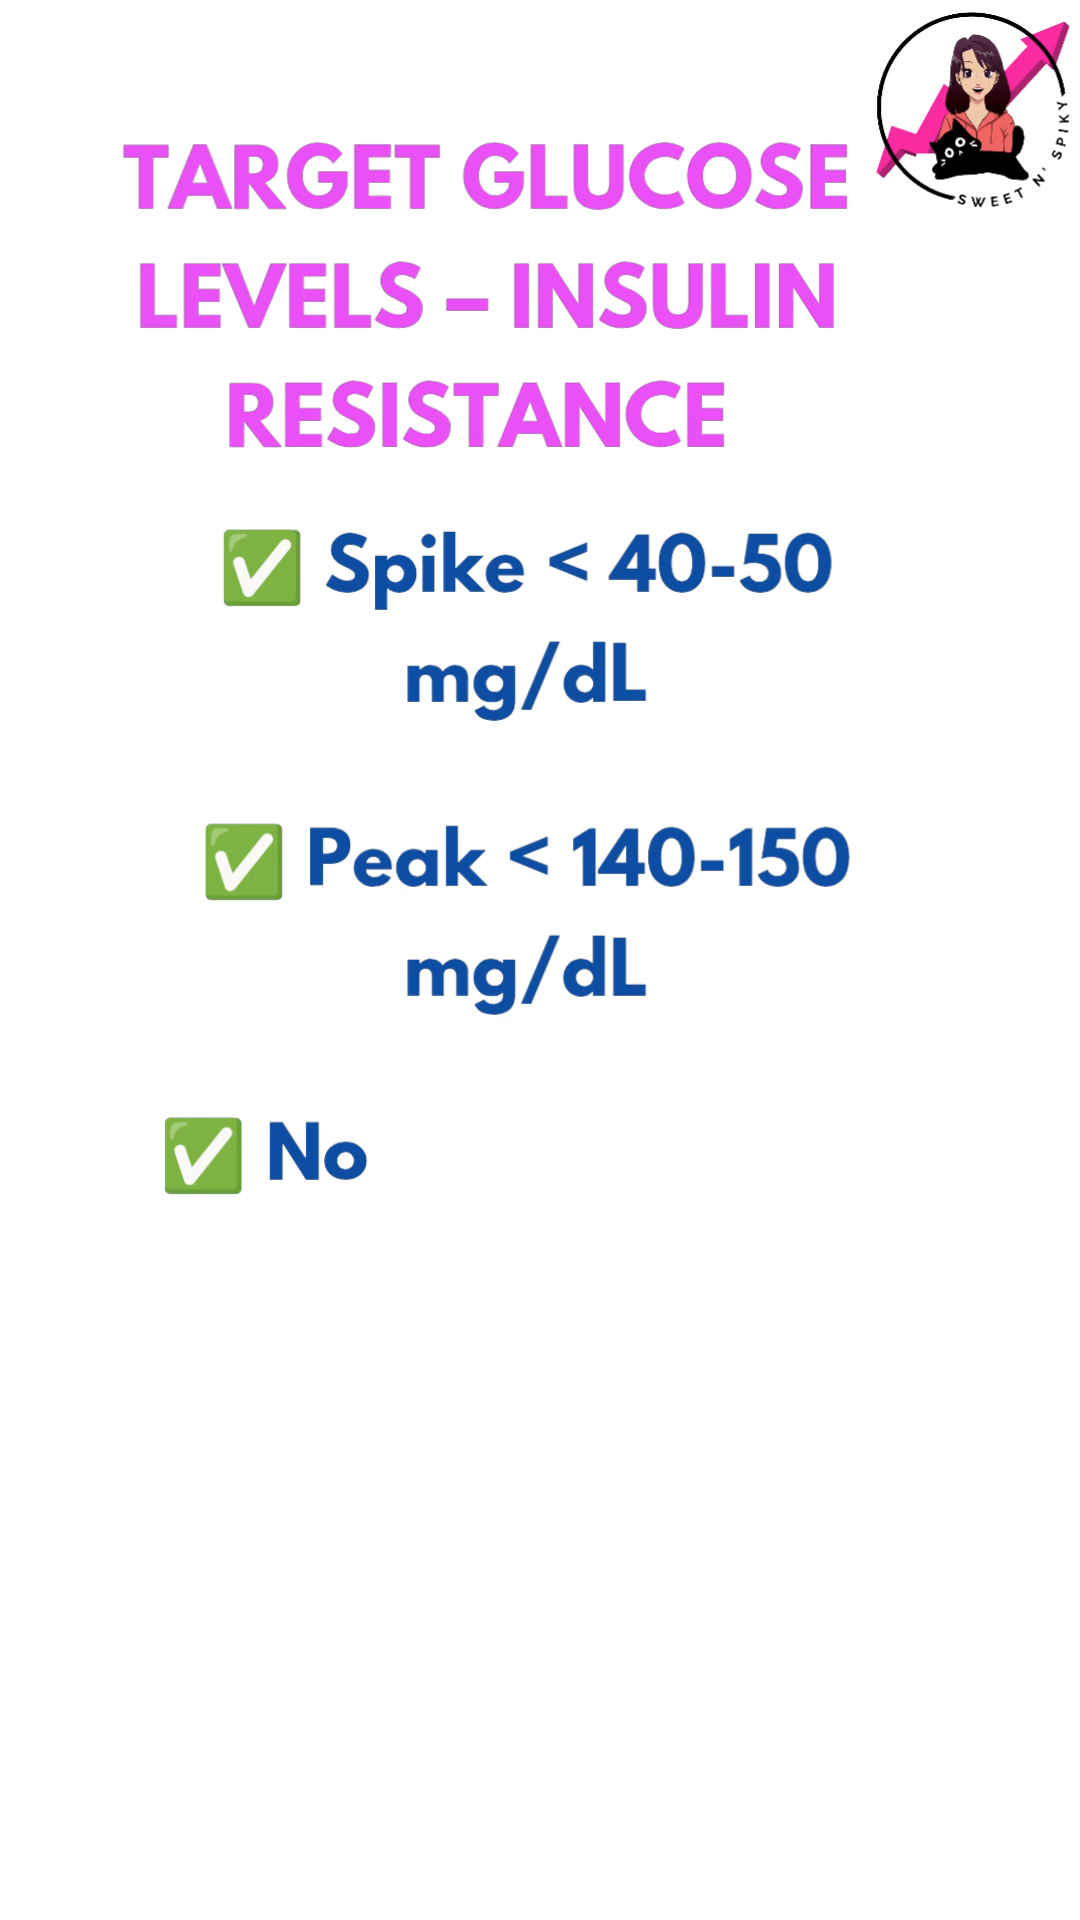 SWEET N' SPIKY
TARGET GLUCOSE
LEVELS – INSULIN
RESISTANCE
✅ Spike < 40-50
mg/dL
✅ Peak < 140-150
mg/dL
✅ No